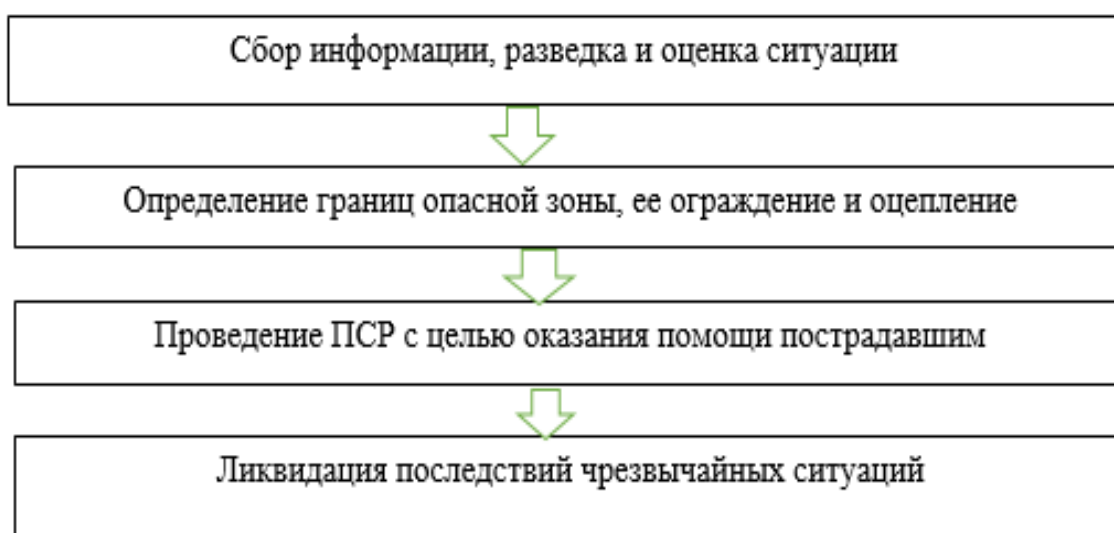 Сбор информации, разведка и оценка ситуации
Определение границ опасной зоны, ее ограждение и оцепление
Проведение ПСР с целью оказания помощи пострадавшим
Ликвидация последствий чрезвычайных ситуаций